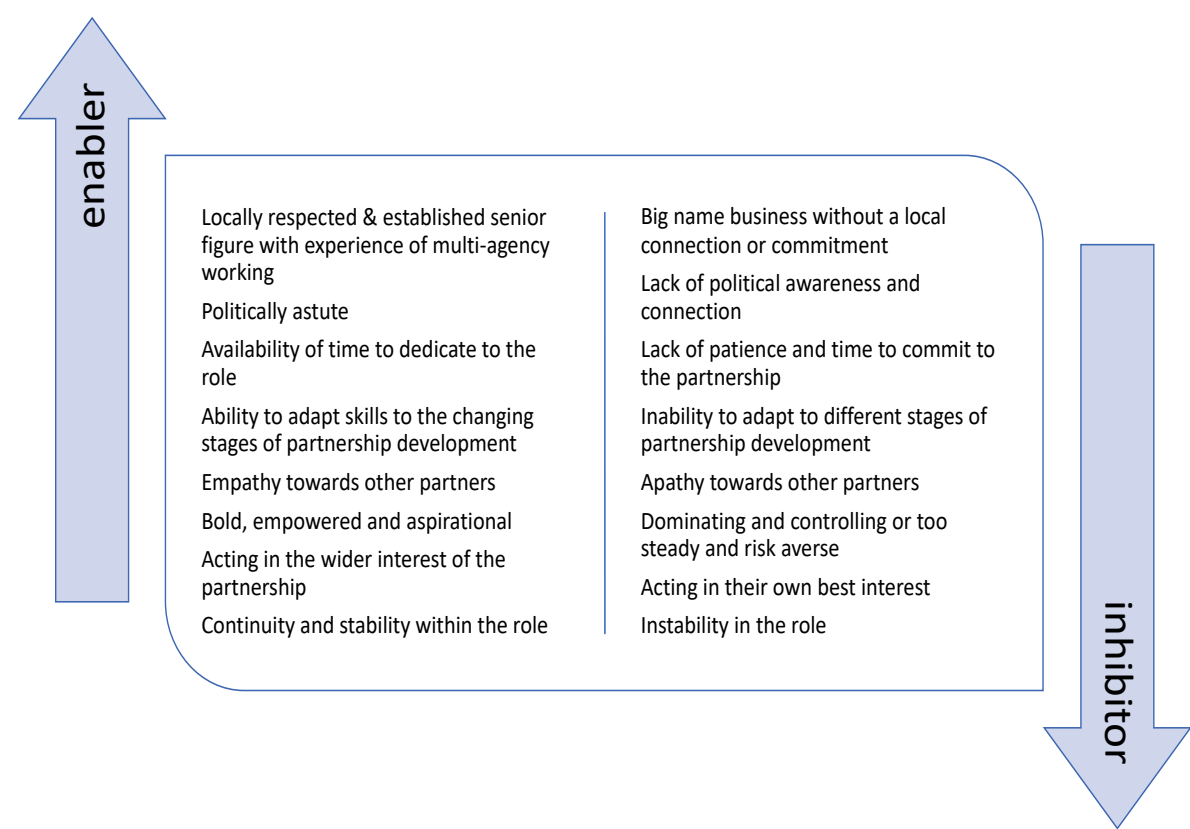 enabler
Locally respected & established senior
figure with experience of multi-agency
working
Politically astute
Availability of time to dedicate to the
role
Ability to adapt skills to the changing
stages of partnership development
Empathy towards other partners
Bold, empowered and aspirational
Acting in the wider interest of the
partnership
Continuity and stability within the role
Big name business without a local
connection or commitment
Lack of political awareness and
connection
Lack of patience and time to commit to
the partnership
Inability to adapt to different stages of
partnership development
Apathy towards other partners
Dominating and controlling or too
steady and risk averse
Acting in their own best interest
Instability in the role
inhibitor